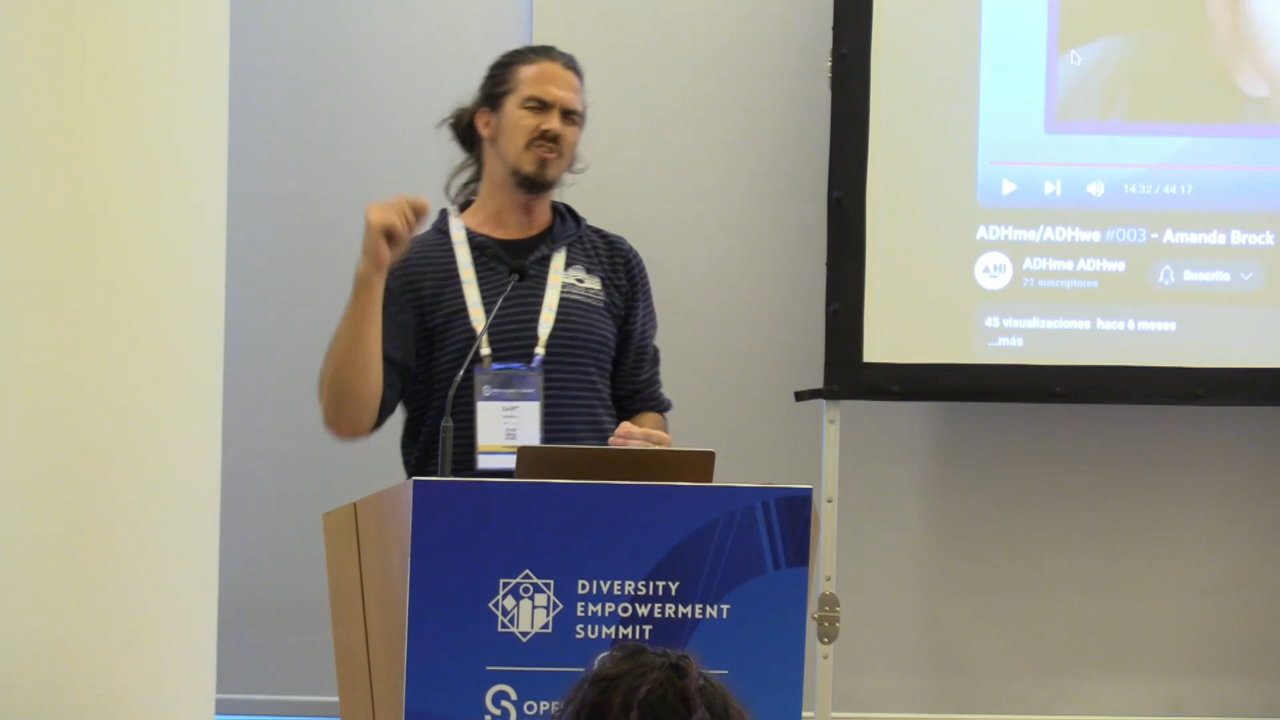 14:32 / 44:17
ADHme/ADHwe #003 - Amanda Brock
ADHme ADHwe
21 suscriptores
Suscrito
45 visualizaciones hace 6 meses
...más
DIVERSITY
EMPOWERMENT
SUMMIT